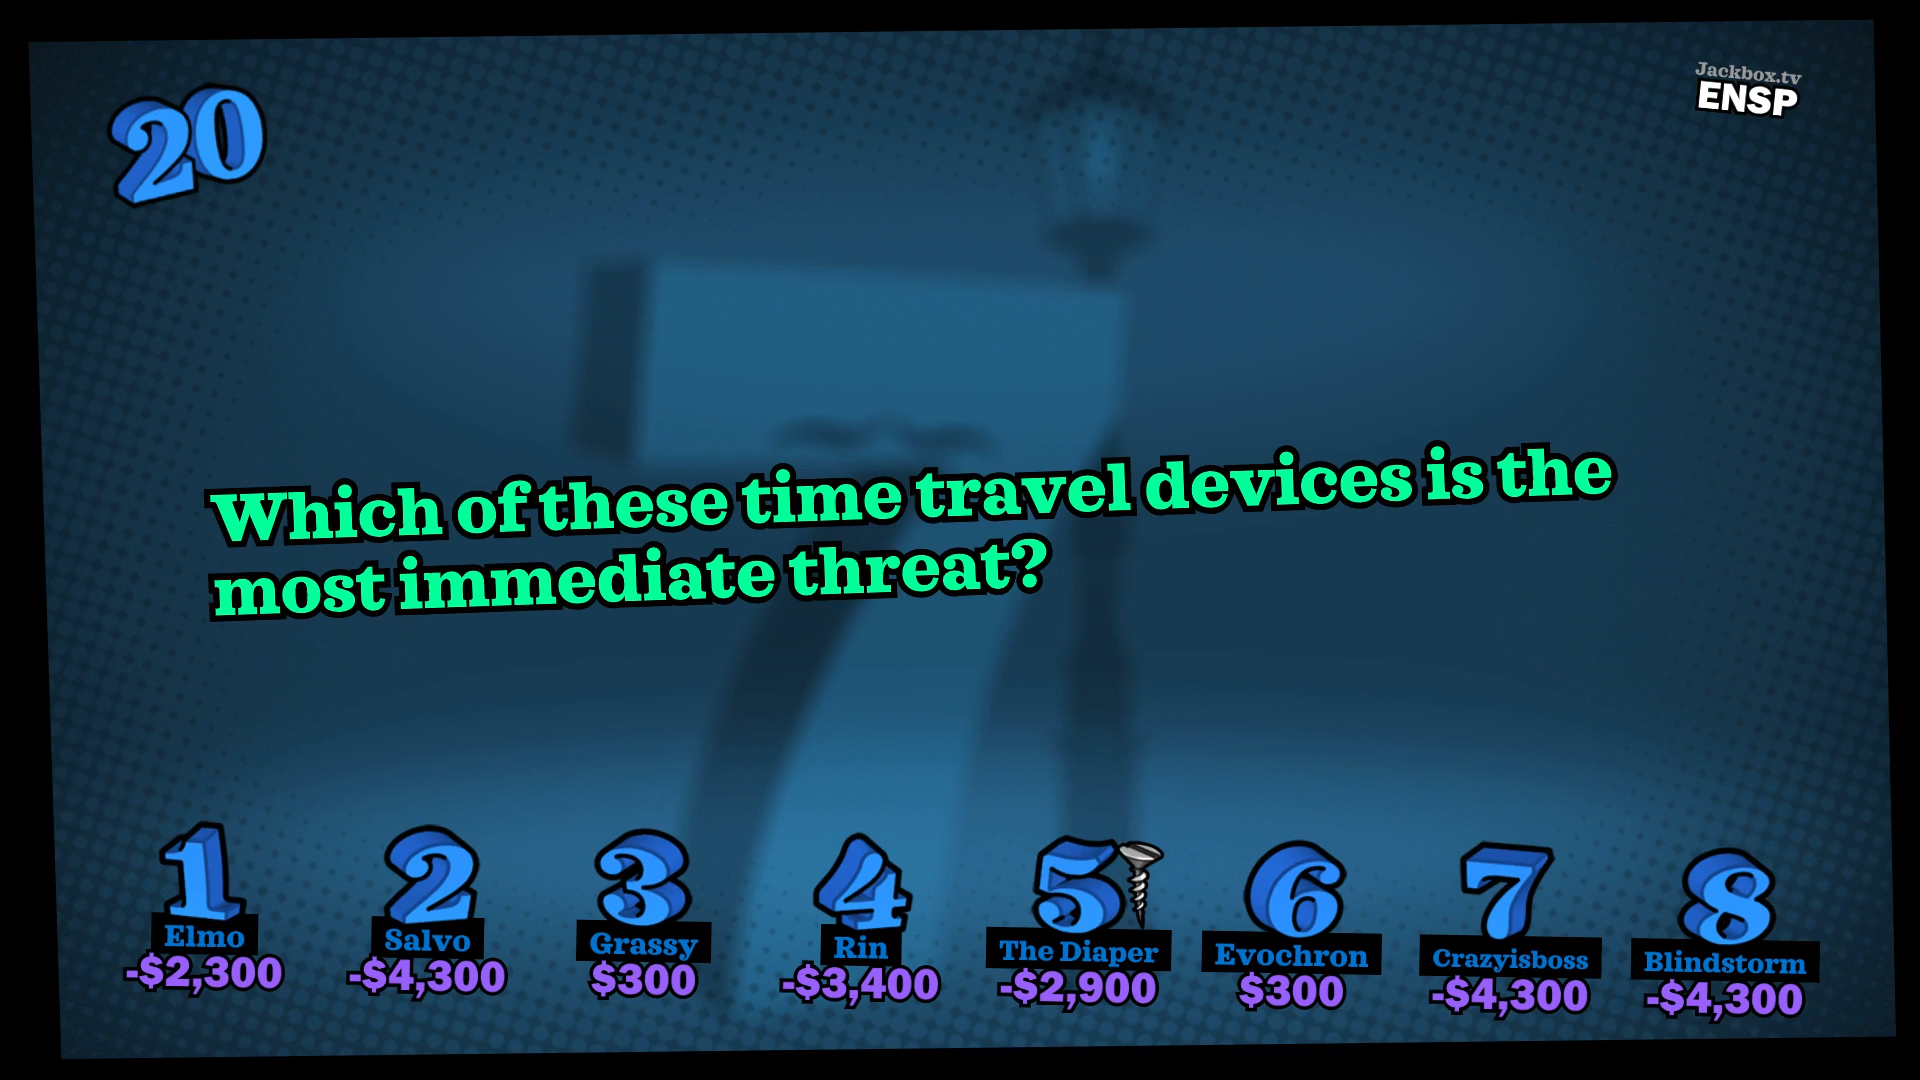 20
Jackbox.tv
ENSP
Which of these time travel devices is the
most immediate threat?
1 2 3 4 5 6 7 8
Elmo Salvo Grassy Rin The Diaper Evochron Crazyisboss Blindstorm
-$2,300 -$4,300 $300 -$3,400 -$2,900 $300 -$4,300 -$4,300